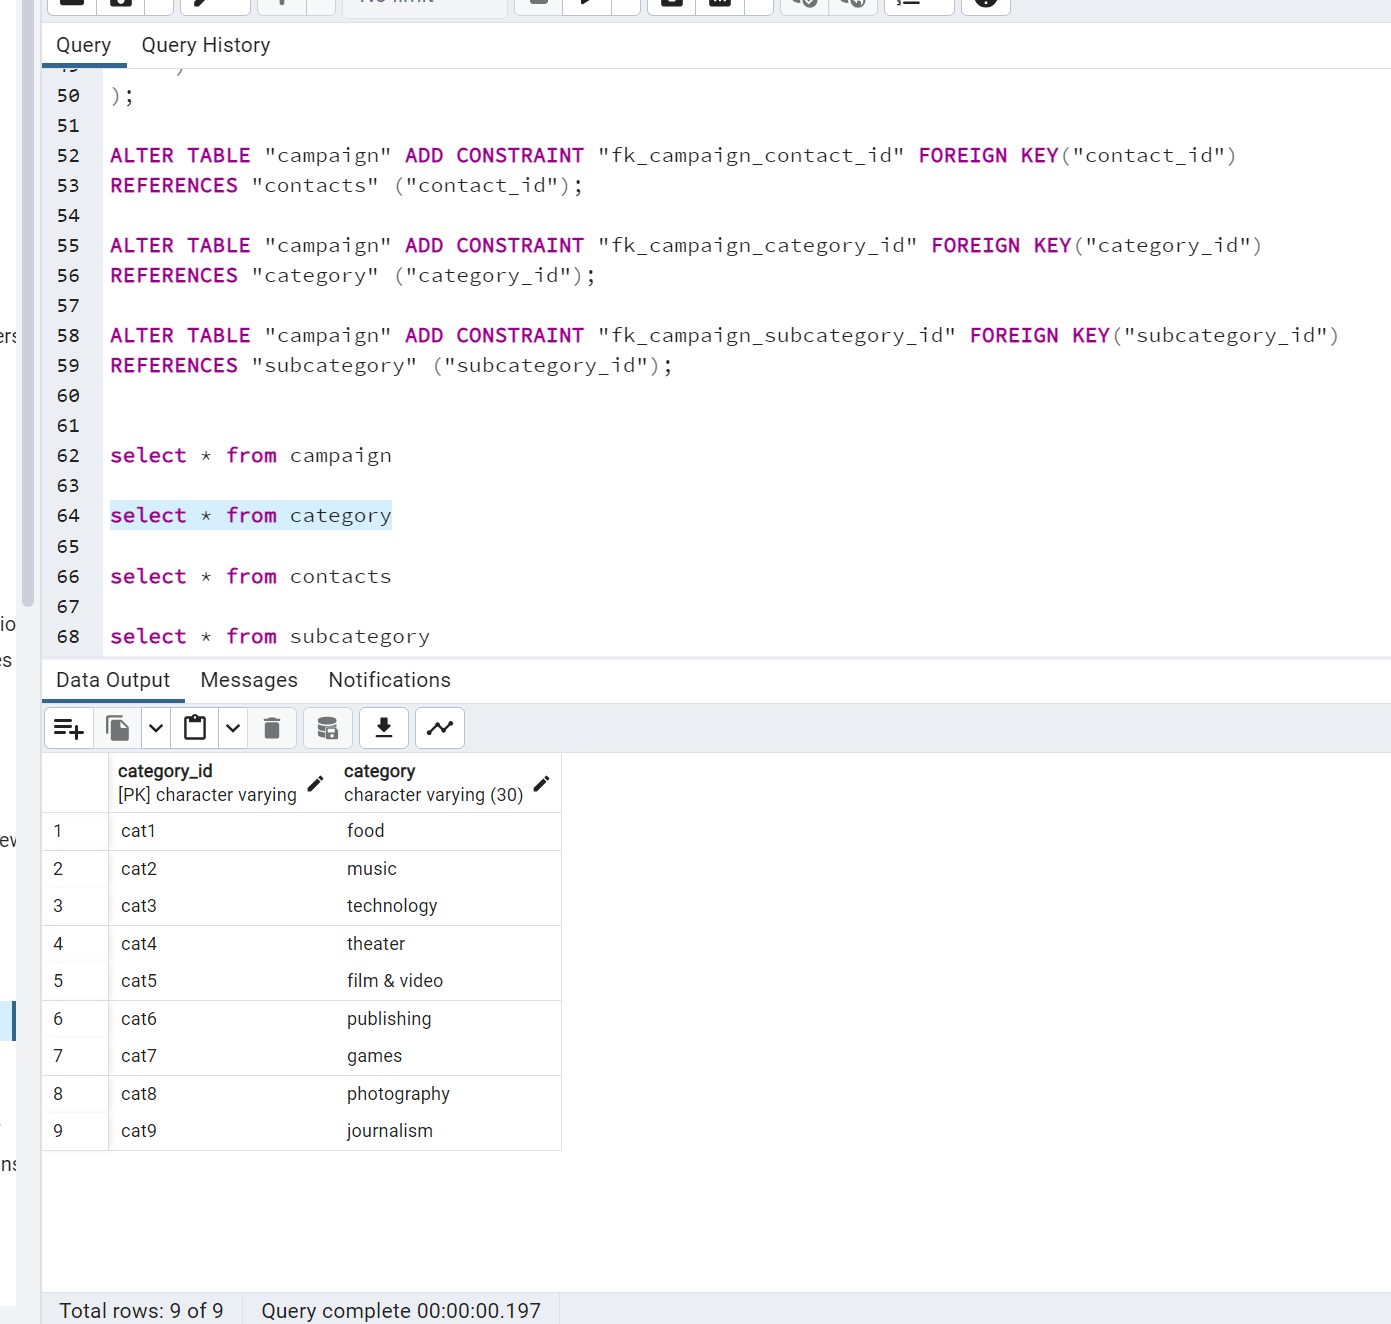 Query Query History
50 );
51
52 ALTER TABLE "campaign" ADD CONSTRAINT "fk_campaign_contact_id" FOREIGN KEY("contact_id")
53 REFERENCES "contacts" ("contact_id");
54
55 ALTER TABLE "campaign" ADD CONSTRAINT "fk_campaign_category_id" FOREIGN KEY("category_id")
56 REFERENCES "category" ("category_id");
57
58 ALTER TABLE "campaign" ADD CONSTRAINT "fk_campaign_subcategory_id" FOREIGN KEY("subcategory_id")
59 REFERENCES "subcategory" ("subcategory_id");
60
61
62 select * from campaign
63
64 select * from category
65
66 select * from contacts
67
68 select * from subcategory
Data Output Messages Notifications
category_id category
[PK] character varying character varying (30)
1 cat1 food
2 cat2 music
3 cat3 technology
4 cat4 theater
5 cat5 film & video
6 cat6 publishing
7 cat7 games
8 cat8 photography
9 cat9 journalism
Total rows: 9 of 9 Query complete 00:00:00.197